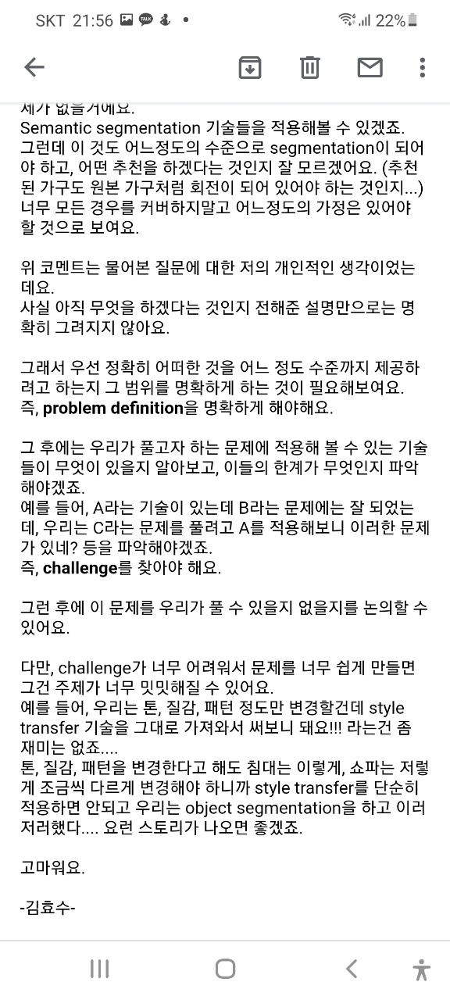 SKT 21:56
22%
제가 없을거예요.
Semantic segmentation 기술들을 적용해볼 수 있겠죠.
그런데 이 것도 어느정도의 수준으로 segmentation이 되어
야 하고, 어떤 추천을 하겠다는 것인지 잘 모르겠어요. (추천
된 가구도 원본 가구처럼 회전이 되어 있어야 하는 것인지...)
너무 모든 경우를 커버하지말고 어느정도의 가정은 있어야
할 것으로 보여요.
위 코멘트는 물어본 질문에 대한 저의 개인적인 생각이었는
데요.
사실 아직 무엇을 하겠다는 것인지 전해준 설명만으로는 명
확히 그려지지 않아요.
그래서 우선 정확히 어떠한 것을 어느 정도 수준까지 제공하
려고 하는지 그 범위를 명확하게 하는 것이 필요해보여요.
즉, problem definition을 명확하게 해야해요.
그 후에는 우리가 풀고자 하는 문제에 적용해 볼 수 있는 기술
들이 무엇이 있을지 알아보고, 이들의 한계가 무엇인지 파악
해야겠죠.
예를 들어, A라는 기술이 있는데 B라는 문제에는 잘 되었는
데, 우리는 C라는 문제를 풀려고 A를 적용해보니 이러한 문제
가 있네? 등을 파악해야겠죠.
즉, challenge를 찾아야 해요.
그런 후에 이 문제를 우리가 풀 수 있을지 없을지를 논의할 수
있어요.
다만, challenge가 너무 어려워서 문제를 너무 쉽게 만들면
그건 주제가 너무 밋밋해질 수 있어요.
예를 들어, 우리는 톤, 질감, 패턴 정도만 변경할건데 style
transfer 기술을 그대로 가져와서 써보니 돼요!!! 라는건 좀
재미는 없죠....
톤, 질감, 패턴을 변경한다고 해도 침대는 이렇게, 쇼파는 저렇
게 조금씩 다르게 변경해야 하니까 style transfer를 단순히
적용하면 안되고 우리는 object segmentation을 하고 이러
저러했다.... 요런 스토리가 나오면 좋겠죠.
고마워요.
-김효수-